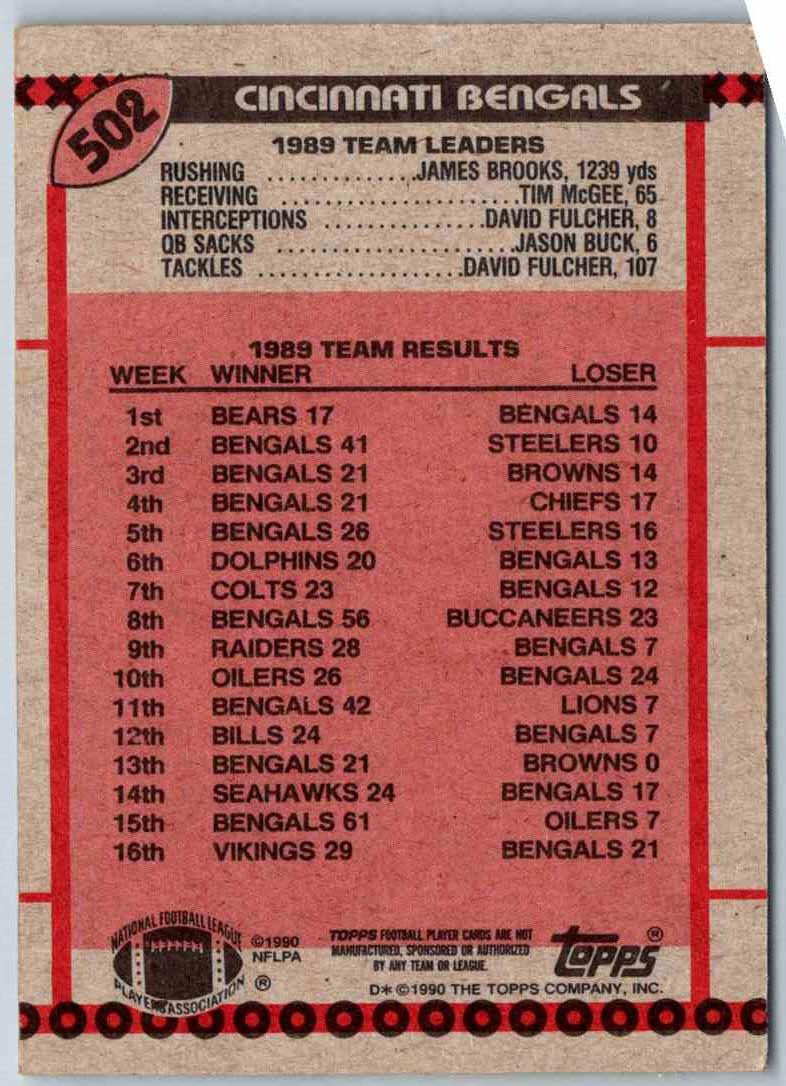 502
CINCINNATI BENGALS
1989 TEAM LEADERS
RUSHING ..............JAMES BROOKS, 1239 yds
RECEIVING .......................TIM McGEE, 65
INTERCEPTIONS ................DAVID FULCHER, 8
QB SACKS .......................JASON BUCK, 6
TACKLES ...................DAVID FULCHER, 107
1989 TEAM RESULTS
WEEK WINNER LOSER
1st BEARS 17 BENGALS 14
2nd BENGALS 41 STEELERS 10
3rd BENGALS 21 BROWNS 14
4th BENGALS 21 CHIEFS 17
5th BENGALS 26 STEELERS 16
6th DOLPHINS 20 BENGALS 13
7th COLTS 23 BENGALS 12
8th BENGALS 56 BUCCANEERS 23
9th RAIDERS 28 BENGALS 7
10th OILERS 26 BENGALS 24
11th BENGALS 42 LIONS 7
12th BILLS 24 BENGALS 7
13th BENGALS 21 BROWNS 0
14th SEAHAWKS 24 BENGALS 17
15th BENGALS 61 OILERS 7
16th VIKINGS 29 BENGALS 21
NATIONAL FOOTBALL LEAGUE
PLAYERS ASSOCIATION
®
©1990
NFLPA
TOPPS FOOTBALL PLAYER CARDS ARE NOT
MANUFACTURED, SPONSORED OR AUTHORIZED
BY ANY TEAM OR LEAGUE.
topps®
D* ©1990 THE TOPPS COMPANY, INC.